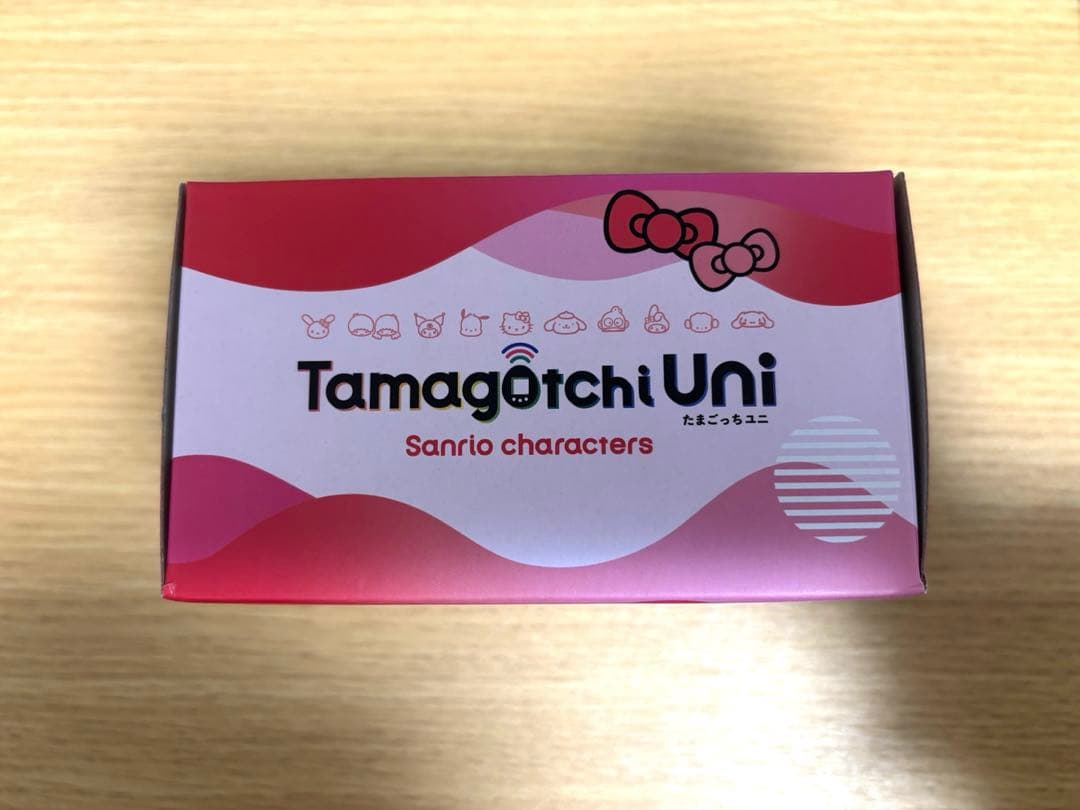 Tamagotchi Uni
たまごっちユニ
Sanrio characters